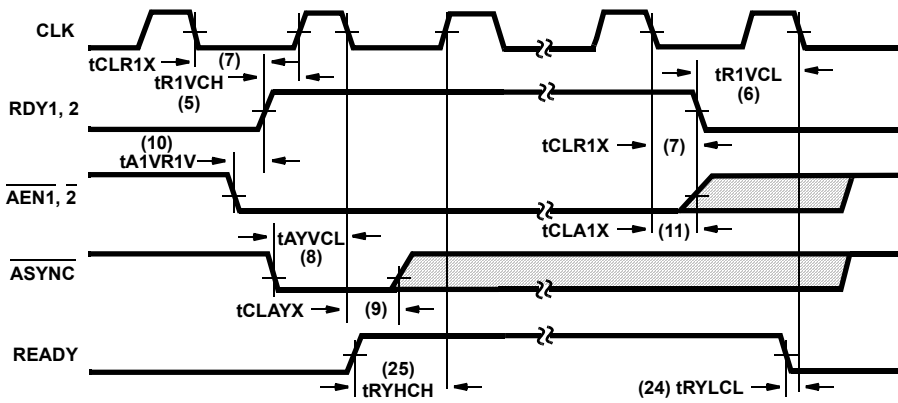 CLK
tCLR1X (7)
tR1VCH
(5)
tR1VCL
(6)
RDY1, 2
(10)
tA1VR1V
tCLR1X (7)
AEN1, 2
tCLA1X (11)
tAYVCL
(8)
ASYNC
tCLAYX (9)
READY
(25)
tRYHCH
(24) tRYLCL